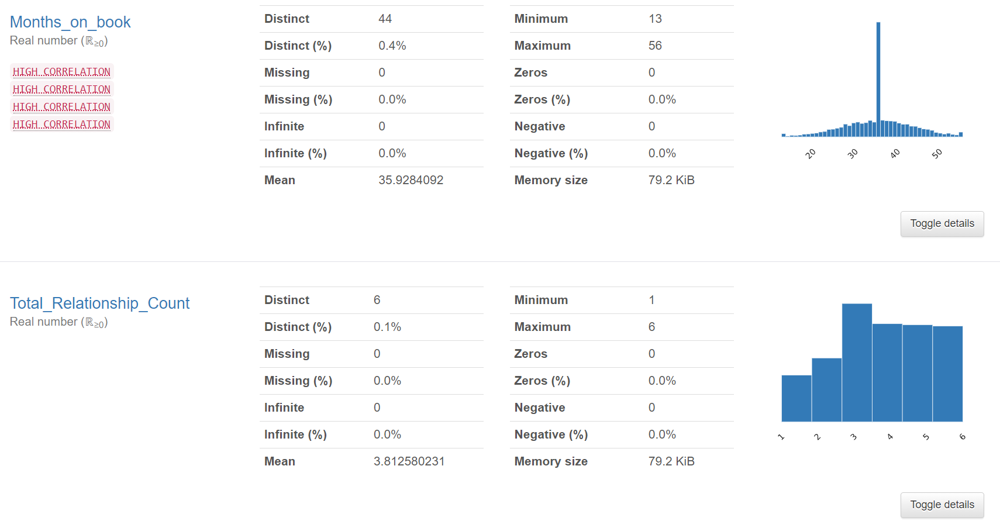 Months_on_book
Real number (ℝ≥0)
HIGH CORRELATION
HIGH CORRELATION
HIGH CORRELATION
HIGH CORRELATION
Distinct 44
Distinct (%) 0.4%
Missing 0
Missing (%) 0.0%
Infinite 0
Infinite (%) 0.0%
Mean 35.9284092
Minimum 13
Maximum 56
Zeros 0
Zeros (%) 0.0%
Negative 0
Negative (%) 0.0%
Memory size 79.2 KiB
20 30 40 50
Toggle details
Total_Relationship_Count
Real number (ℝ≥0)
Distinct 6
Distinct (%) 0.1%
Missing 0
Missing (%) 0.0%
Infinite 0
Infinite (%) 0.0%
Mean 3.812580231
Minimum 1
Maximum 6
Zeros 0
Zeros (%) 0.0%
Negative 0
Negative (%) 0.0%
Memory size 79.2 KiB
1 2 3 4 5 6
Toggle details